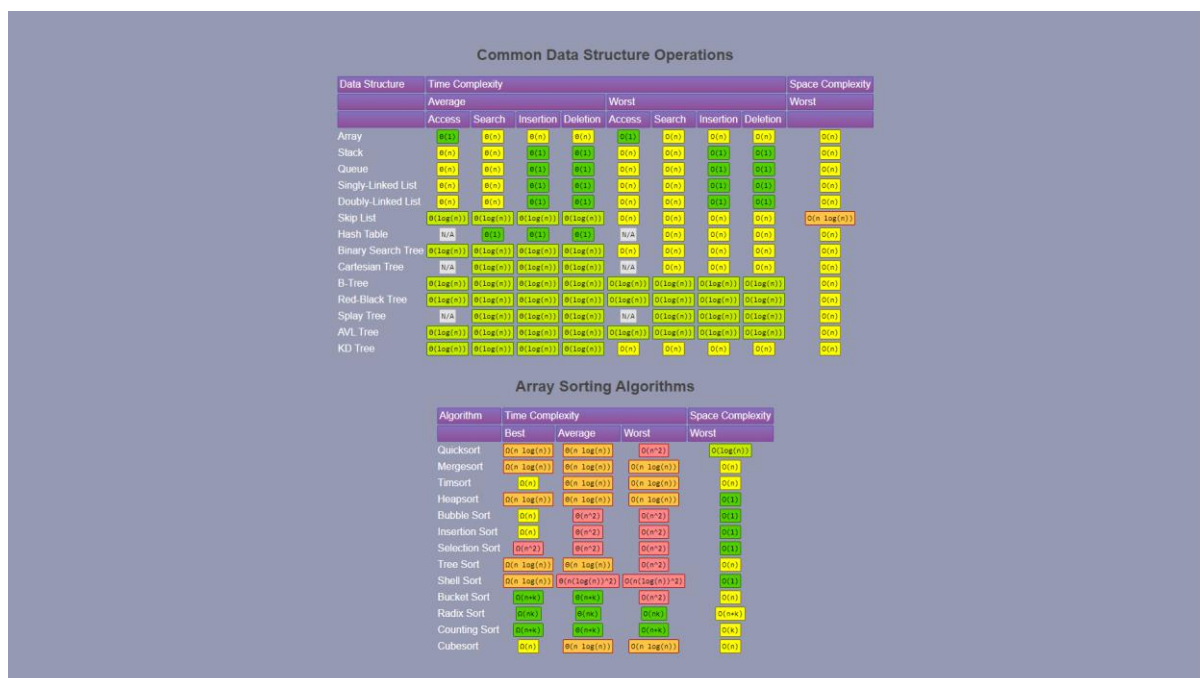 Common Data Structure Operations
Data Structure Time Complexity Space Complexity
Average Worst Worst
Access Search Insertion Deletion Access Search Insertion Deletion
Array Θ(1) Θ(n) Θ(n) Θ(n) O(1) O(n) O(n) O(n) O(n)
Stack Θ(n) Θ(n) Θ(1) Θ(1) O(n) O(n) O(1) O(1) O(n)
Queue Θ(n) Θ(n) Θ(1) Θ(1) O(n) O(n) O(1) O(1) O(n)
Singly-Linked List Θ(n) Θ(n) Θ(1) Θ(1) O(n) O(n) O(1) O(1) O(n)
Doubly-Linked List Θ(n) Θ(n) Θ(1) Θ(1) O(n) O(n) O(1) O(1) O(n)
Skip List Θ(log(n)) Θ(log(n)) Θ(log(n)) Θ(log(n)) O(n) O(n) O(n) O(n) O(n log(n))
Hash Table N/A Θ(1) Θ(1) Θ(1) N/A O(n) O(n) O(n) O(n)
Binary Search Tree Θ(log(n)) Θ(log(n)) Θ(log(n)) Θ(log(n)) O(n) O(n) O(n) O(n) O(n)
Cartesian Tree N/A Θ(log(n)) Θ(log(n)) Θ(log(n)) N/A O(n) O(n) O(n) O(n)
B-Tree Θ(log(n)) Θ(log(n)) Θ(log(n)) Θ(log(n)) O(log(n)) O(log(n)) O(log(n)) O(log(n)) O(n)
Red-Black Tree Θ(log(n)) Θ(log(n)) Θ(log(n)) Θ(log(n)) O(log(n)) O(log(n)) O(log(n)) O(log(n)) O(n)
Splay Tree N/A Θ(log(n)) Θ(log(n)) Θ(log(n)) N/A O(log(n)) O(log(n)) O(log(n)) O(n)
AVL Tree Θ(log(n)) Θ(log(n)) Θ(log(n)) Θ(log(n)) O(log(n)) O(log(n)) O(log(n)) O(log(n)) O(n)
KD Tree Θ(log(n)) Θ(log(n)) Θ(log(n)) Θ(log(n)) O(n) O(n) O(n) O(n) O(n)
Array Sorting Algorithms
Algorithm Time Complexity Space Complexity
Best Average Worst Worst
Quicksort Ω(n log(n)) Θ(n log(n)) O(n^2) O(log(n))
Mergesort Ω(n log(n)) Θ(n log(n)) O(n log(n)) O(n)
Timsort Ω(n) Θ(n log(n)) O(n log(n)) O(n)
Heapsort Ω(n log(n)) Θ(n log(n)) O(n log(n)) O(1)
Bubble Sort Ω(n) Θ(n^2) O(n^2) O(1)
Insertion Sort Ω(n) Θ(n^2) O(n^2) O(1)
Selection Sort Ω(n^2) Θ(n^2) O(n^2) O(1)
Tree Sort Ω(n log(n)) Θ(n log(n)) O(n^2) O(n)
Shell Sort Ω(n log(n)) Θ(n(log(n))^2) O(n(log(n))^2) O(1)
Bucket Sort Ω(n+k) Θ(n+k) O(n^2) O(n)
Radix Sort Ω(nk) Θ(nk) O(nk) O(n+k)
Counting Sort Ω(n+k) Θ(n+k) O(n+k) O(k)
Cubesort Ω(n) Θ(n log(n)) O(n log(n)) O(n)